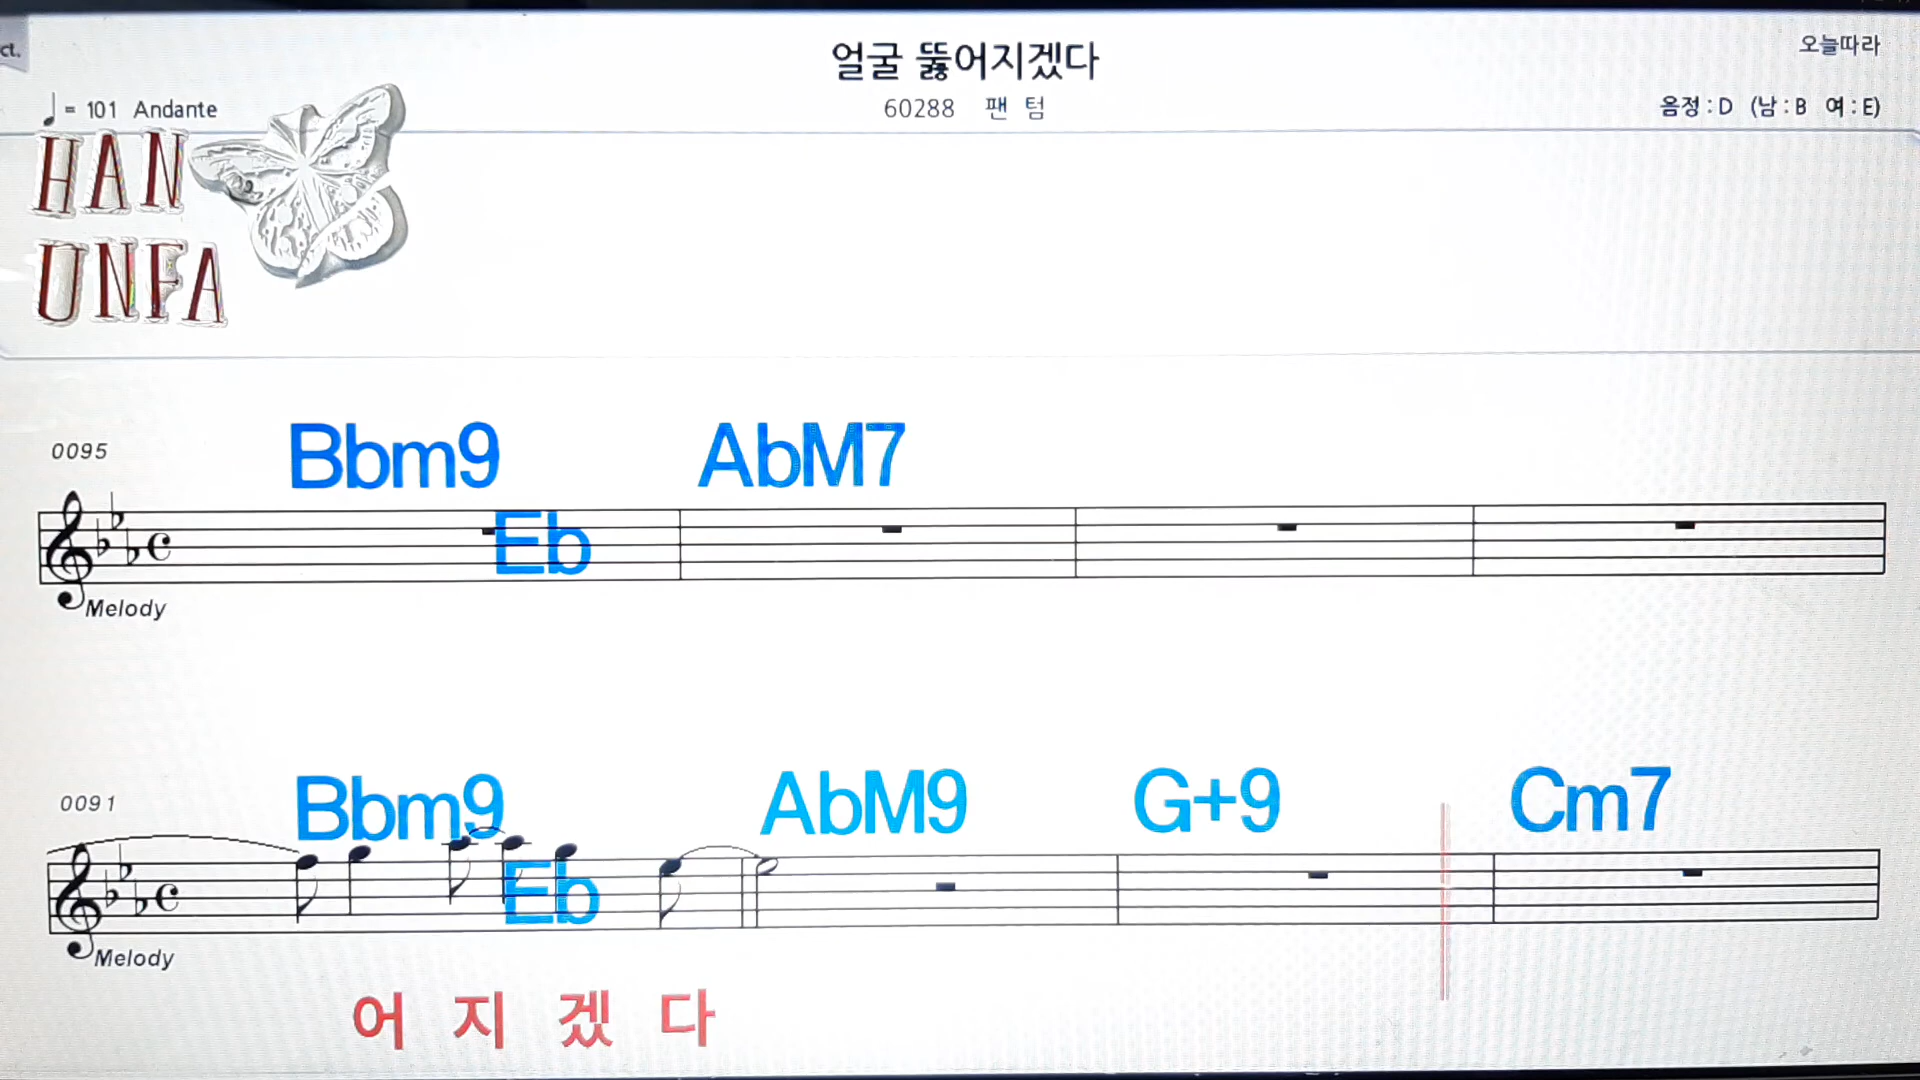 ct.
얼굴 뚫어지겠다
오늘따라
♩= 101 Andante
60288 팬 텀
음정 : D (남 : B 여 : E)
HAN
UNFA
0095
Bbm9 AbM7
Eb
Melody
0091
Bbm9 AbM9 G+9 Cm7
Eb
Melody
어 지 겠 다